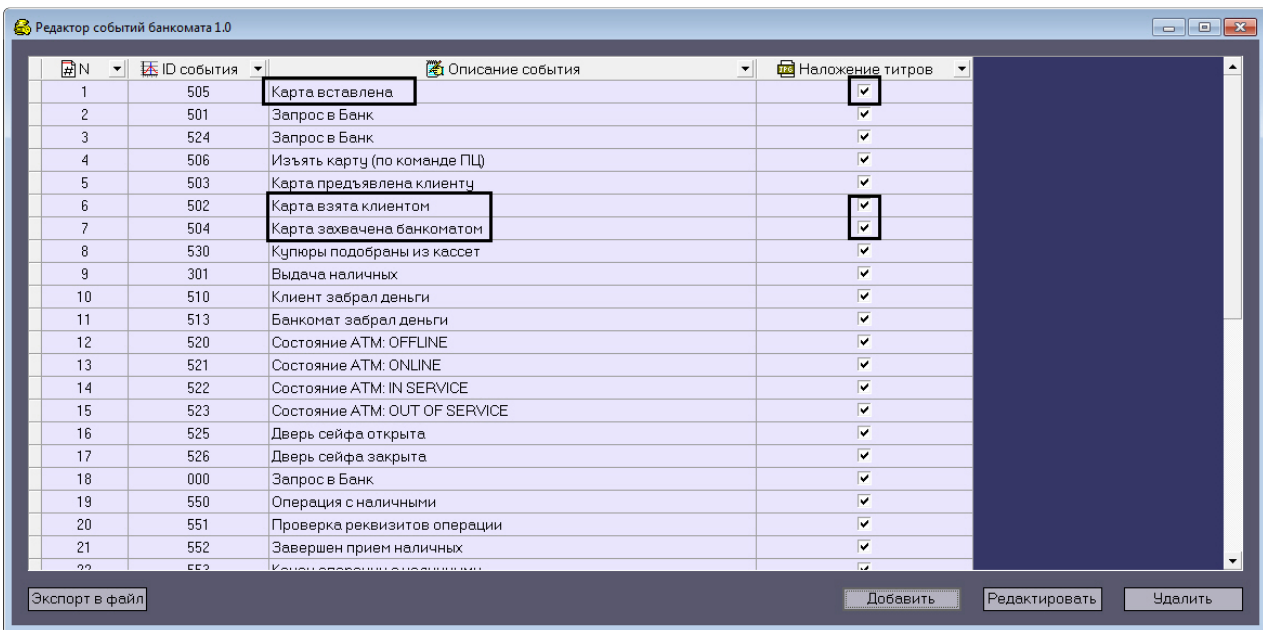 Редактор событий банкомата 1.0
N ID события Описание события Наложение титров
1 505 Карта вставлена
2 501 Запрос в Банк
3 524 Запрос в Банк
4 506 Изъять карту (по команде ПЦ)
5 503 Карта предъявлена клиенту
6 502 Карта взята клиентом
7 504 Карта захвачена банкоматом
8 530 Купюры подобраны из кассет
9 301 Выдача наличных
10 510 Клиент забрал деньги
11 513 Банкомат забрал деньги
12 520 Состояние ATM: OFFLINE
13 521 Состояние ATM: ONLINE
14 522 Состояние ATM: IN SERVICE
15 523 Состояние ATM: OUT OF SERVICE
16 525 Дверь сейфа открыта
17 526 Дверь сейфа закрыта
18 000 Запрос в Банк
19 550 Операция с наличными
20 551 Проверка реквизитов операции
21 552 Завершен прием наличных
Экспорт в файл Добавить Редактировать Удалить